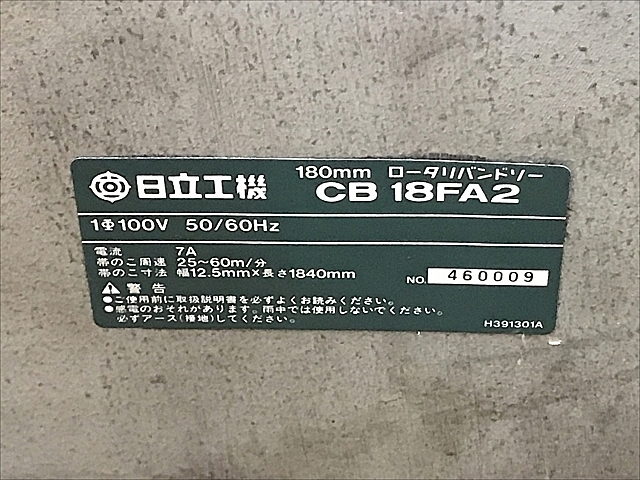 日立工機
180mm ロータリバンドソー
CB 18FA2
1Φ100V 50/60Hz
電流 7A
帯のこ周速 25~60m/分
帯のこ寸法 幅12.5mm×長さ1840mm
NO. 460009
警告
●ご使用前に取扱説明書を必ずよくお読みください。
●感電のおそれがあります。雨中では使用しないでください。
必ずアース(接地)してください。
H391301A